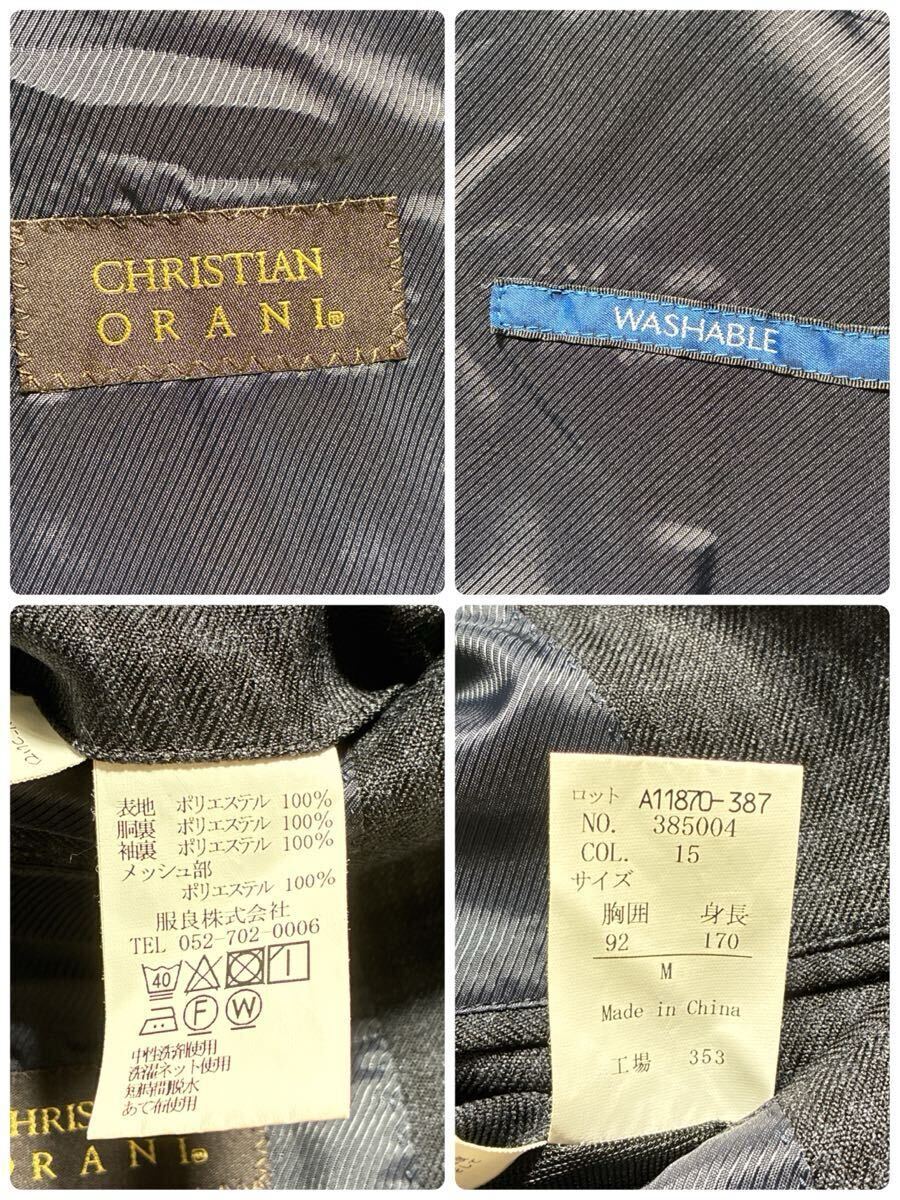 CHRISTIAN
ORANI®
WASHABLE
表地 ポリエステル 100%
胴裏 ポリエステル 100%
袖裏 ポリエステル 100%
メッシュ部
ポリエステル 100%
服良株式会社
TEL 052-702-0006
40
F W
中性洗剤使用
洗濯ネット使用
短時間脱水
あて布使用
ロット A11870-387
NO. 385004
COL. 15
サイズ
胸囲 身長
92 170
M
Made in China
工場 353
CHRIS
ORANI®